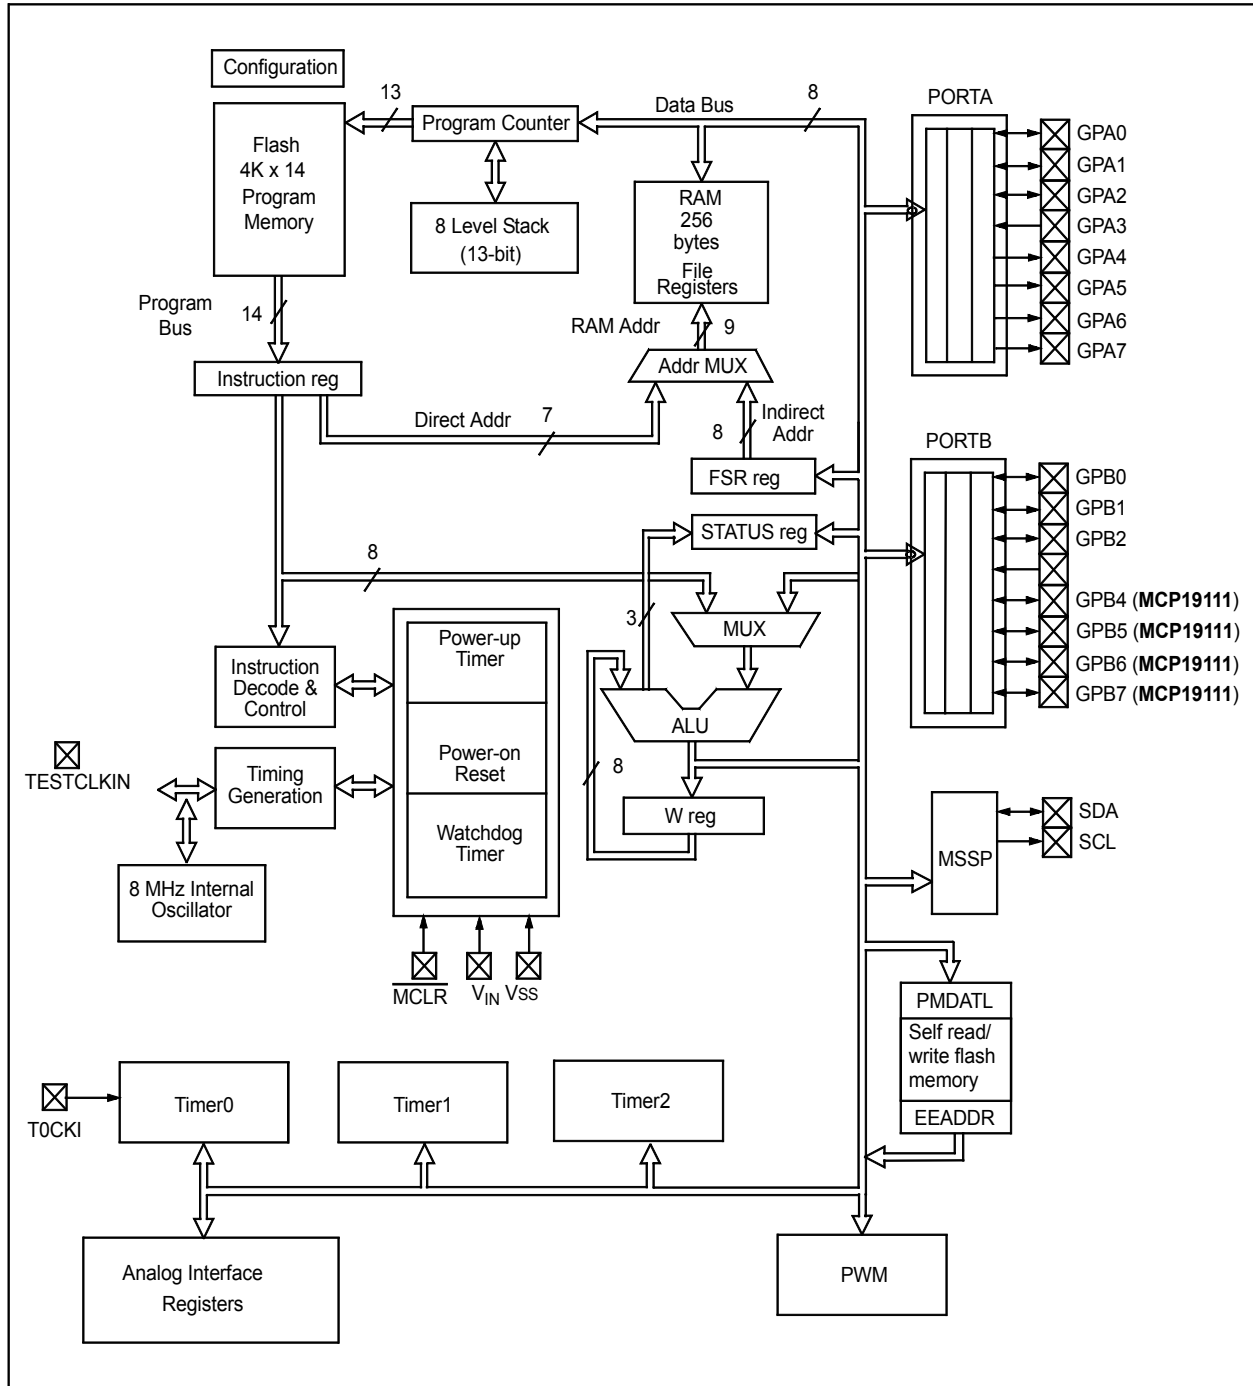 Configuration
13
Data Bus
8
PORTA
Flash
4K x 14
Program
Memory
Program Counter
8 Level Stack
(13-bit)
RAM
256
bytes
File
Registers
GPA0
GPA1
GPA2
GPA3
GPA4
GPA5
GPA6
GPA7
Program
Bus
14
RAM Addr
9
Instruction reg
Addr MUX
Direct Addr
7
8
Indirect
Addr
FSR reg
PORTB
STATUS reg
GPB0
GPB1
GPB2
GPB4 (MCP19111)
GPB5 (MCP19111)
GPB6 (MCP19111)
GPB7 (MCP19111)
8
3
MUX
Instruction
Decode &
Control
Power-up
Timer
Power-on
Reset
Watchdog
Timer
ALU
8
W reg
TESTCLKIN
Timing
Generation
8 MHz Internal
Oscillator
MCLR
VIN
VSS
MSSP
SDA
SCL
PMDATL
Self read/
write flash
memory
EEADDR
T0CKI
Timer0
Timer1
Timer2
Analog Interface
Registers
PWM